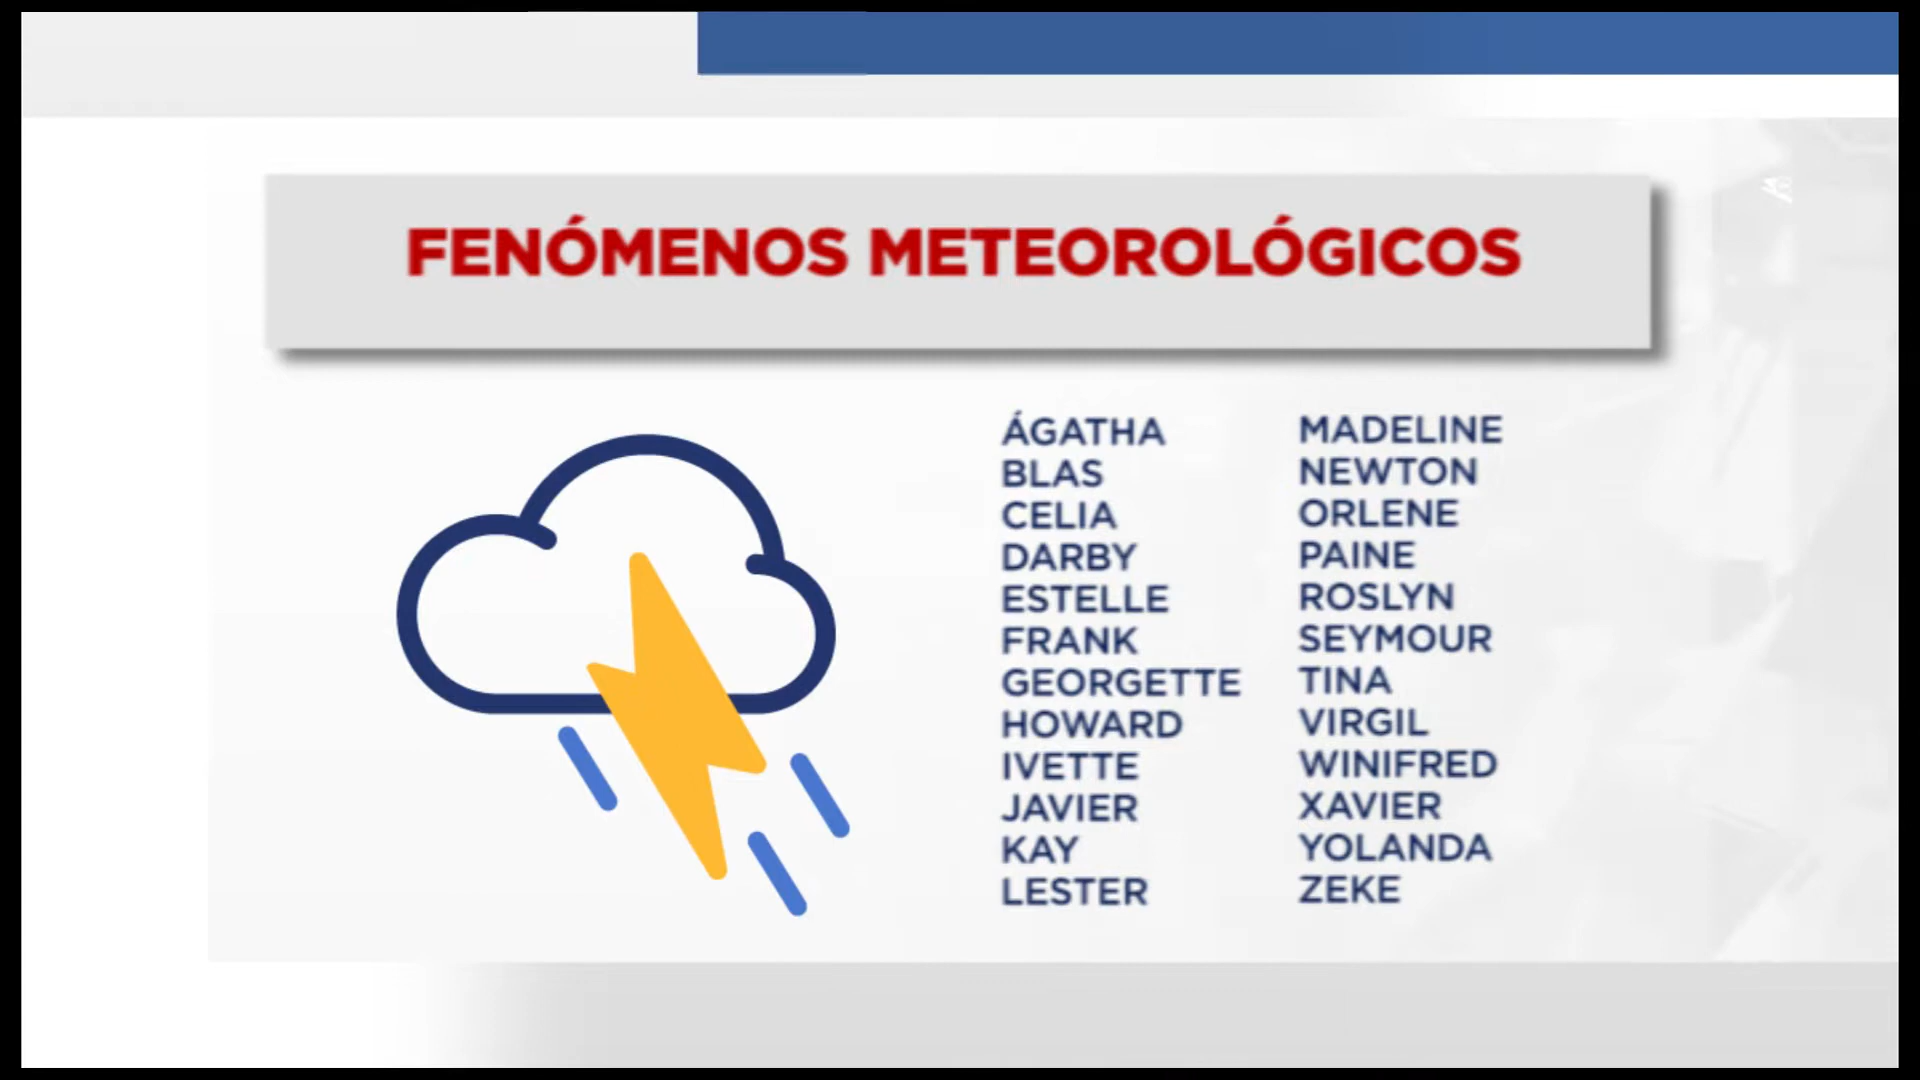 FENÓMENOS METEOROLÓGICOS
ÁGATHA
BLAS
CELIA
DARBY
ESTELLE
FRANK
GEORGETTE
HOWARD
IVETTE
JAVIER
KAY
LESTER
MADELINE
NEWTON
ORLENE
PAINE
ROSLYN
SEYMOUR
TINA
VIRGIL
WINIFRED
XAVIER
YOLANDA
ZEKE